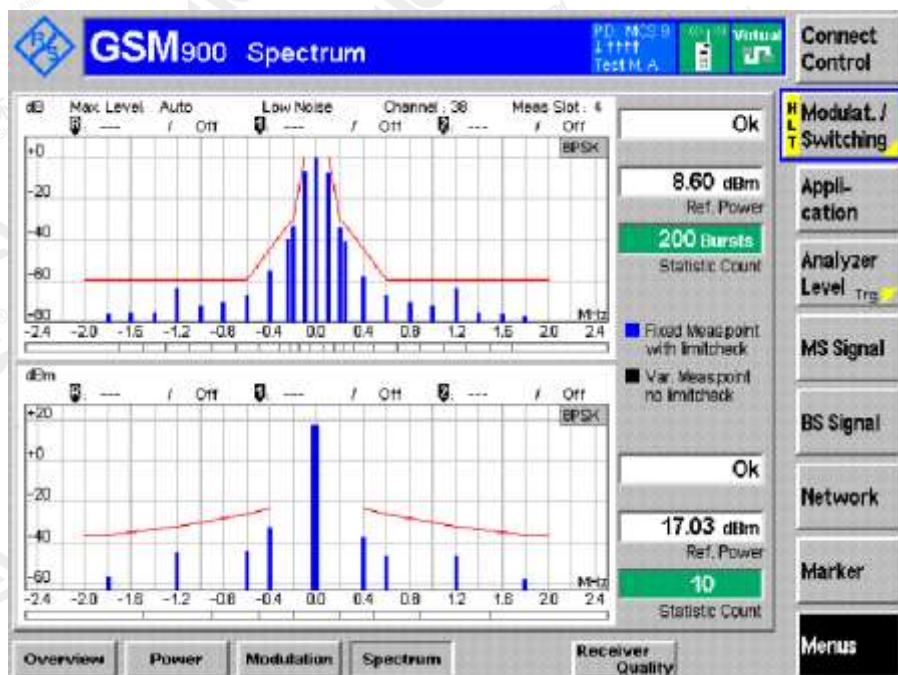 R&S
GSM900 Spectrum
PD: MCS 9
Test M. A
Virtual
Connect
Control
dB Max. Level: Auto Low Noise Channel: 38 Meas Slot: 4
--- / Off --- / Off --- / Off
BPSK
+0
-20
-40
-60
-80
MHz
-2.4 -2.0 -1.6 -1.2 -0.8 -0.4 0.0 0.4 0.8 1.2 1.6 2.0 2.4
Ok
8.60 dBm
Ref. Power
200 Bursts
Statistic Count
Fixed Meas.point
with limitcheck
Var. Meas.point
no limitcheck
dBm
--- / Off --- / Off --- / Off
BPSK
+20
+0
-20
-40
-60
MHz
-2.4 -2.0 -1.6 -1.2 -0.8 -0.4 0.0 0.4 0.8 1.2 1.6 2.0 2.4
Ok
17.03 dBm
Ref. Power
10
Statistic Count
HLT
Modulat. /
Switching
Appli-
cation
Analyzer
Level Trg
MS Signal
BS Signal
Network
Marker
Menus
Overview Power Modulation Spectrum Receiver
Quality